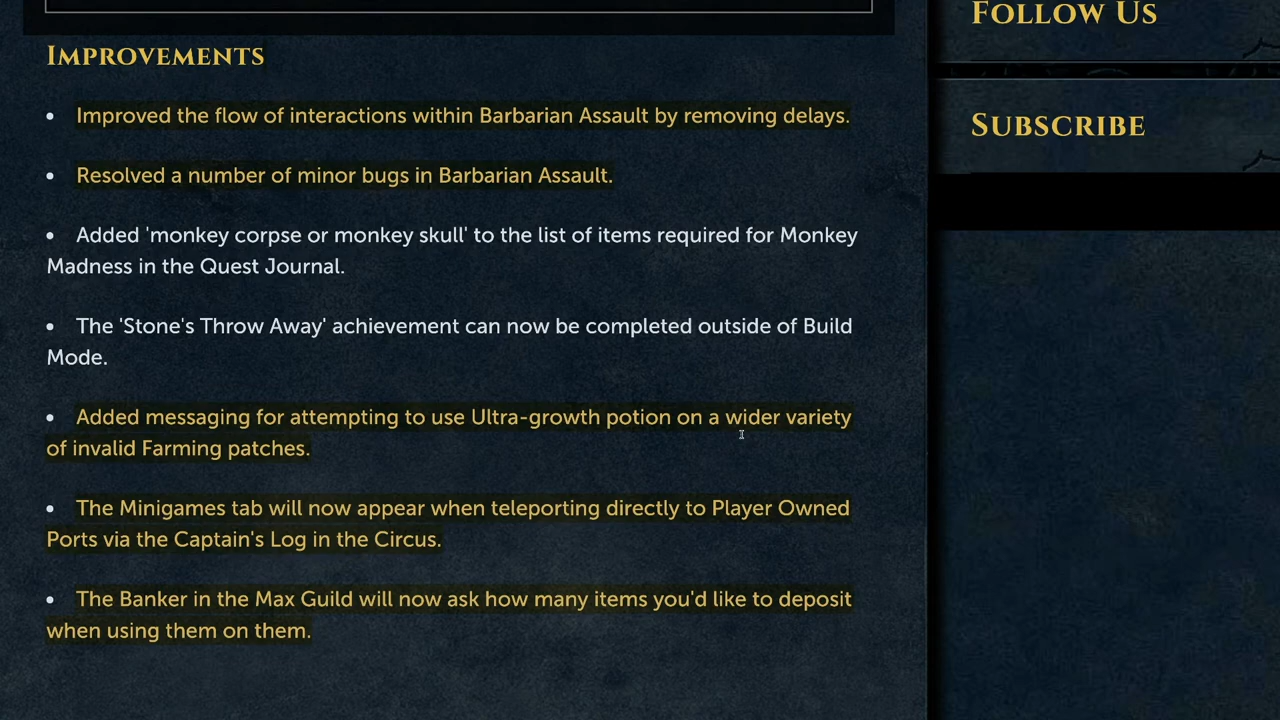 Follow Us
Subscribe
Improvements
• Improved the flow of interactions within Barbarian Assault by removing delays.
• Resolved a number of minor bugs in Barbarian Assault.
• Added 'monkey corpse or monkey skull' to the list of items required for Monkey
Madness in the Quest Journal.
• The 'Stone's Throw Away' achievement can now be completed outside of Build
Mode.
• Added messaging for attempting to use Ultra-growth potion on a wider variety
of invalid Farming patches.
• The Minigames tab will now appear when teleporting directly to Player Owned
Ports via the Captain's Log in the Circus.
• The Banker in the Max Guild will now ask how many items you'd like to deposit
when using them on them.